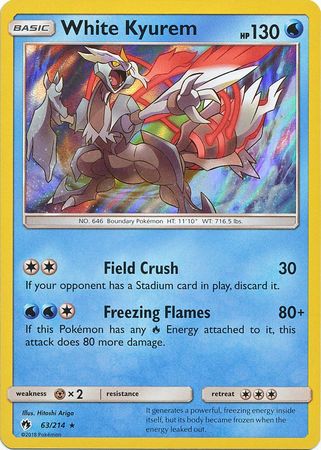 BASIC White Kyurem HP 130
NO. 646 Boundary Pokémon HT: 11'10" WT: 716.5 lbs.
Field Crush 30
If your opponent has a Stadium card in play, discard it.
Freezing Flames 80+
If this Pokémon has any Energy attached to it, this
attack does 80 more damage.
weakness ×2 resistance retreat
Illus. Hitoshi Ariga
63/214 ★
©2018 Pokémon
It generates a powerful, freezing energy inside
itself, but its body became frozen when the
energy leaked out.